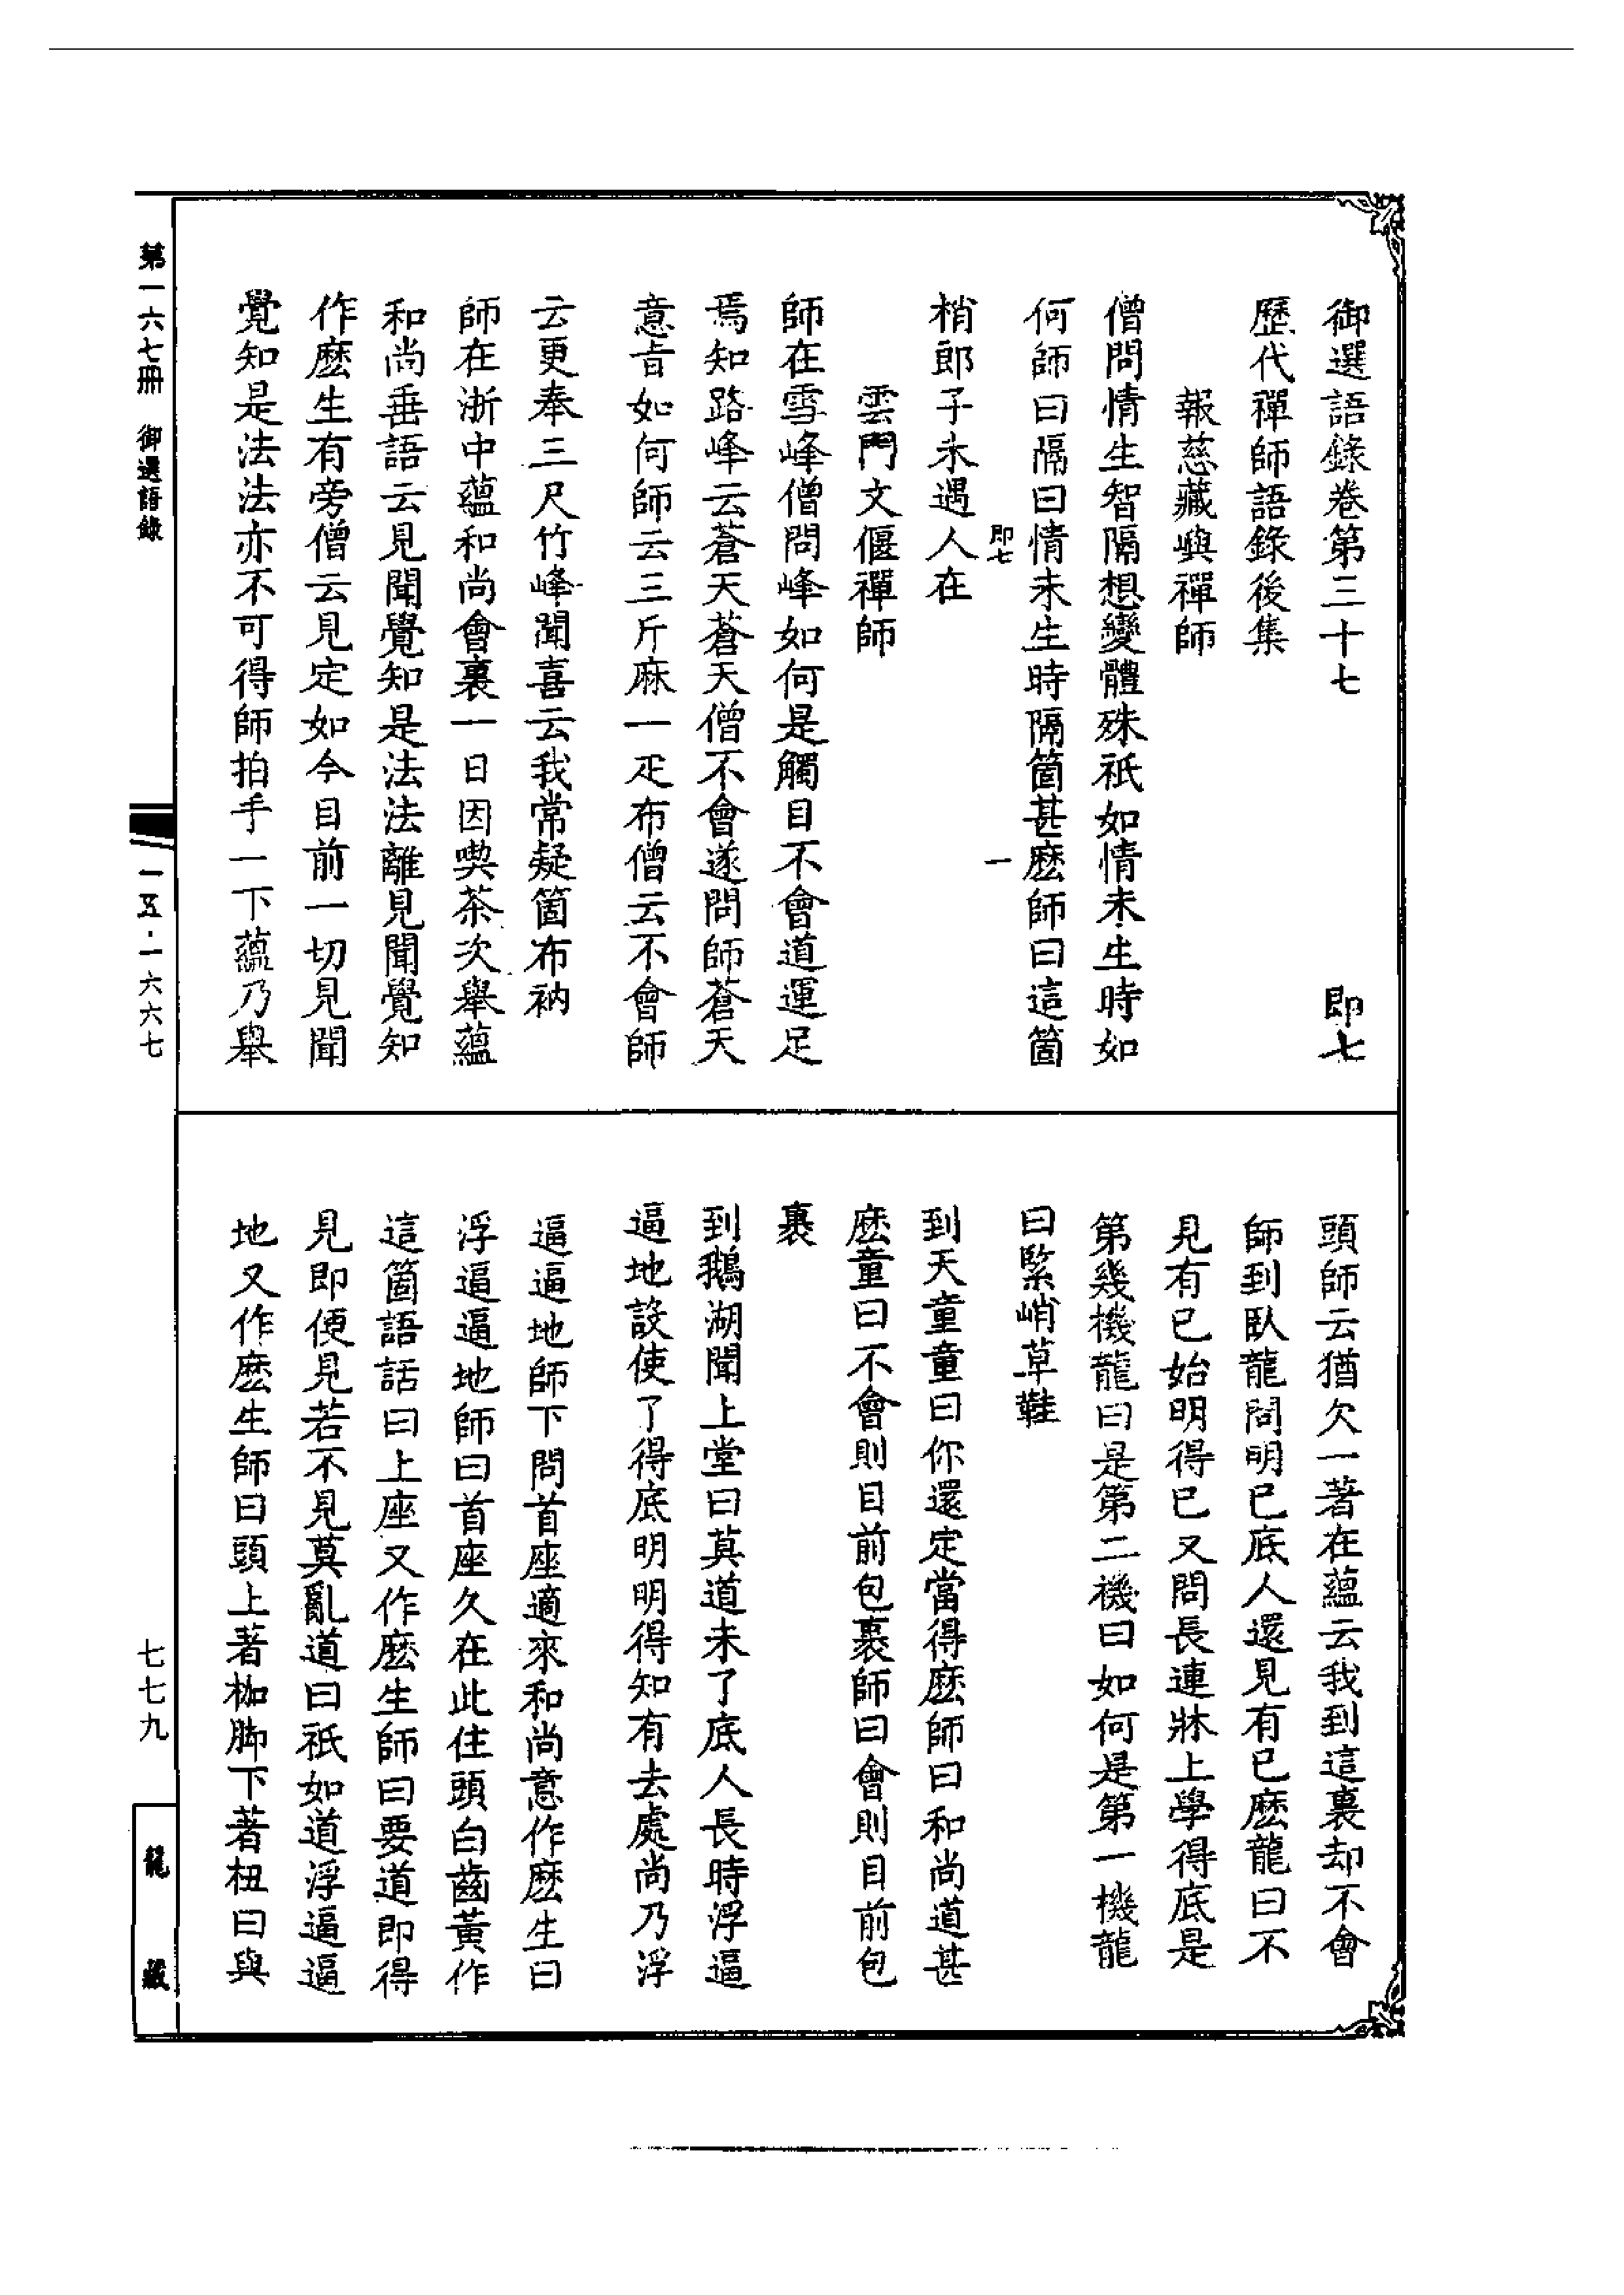 御選語錄卷第三十七　即七
歷代禪師語錄後集
報慈藏嶼禪師
僧問情生智隔想變體殊祇如情未生時如
何師曰隔曰情未生時隔箇甚麽師曰這箇
即七　一
梢郎子未遇人在
雲門文偃禪師
師在雪峰僧問峰如何是觸目不會道運足
焉知路峰云蒼天蒼天僧不會遂問師蒼天
意旨如何師云三斤麻一疋布僧云不會師
云更奉三尺竹峰聞喜云我常疑箇布衲
師在浙中蘊和尚會裏一日因喫茶次舉蘊
和尚垂語云見聞覺知是法法離見聞覺知
作麽生有旁僧云見定如今目前一切見聞
覺知是法法亦不可得師拍手一下蘊乃舉
頭師云猶欠一著在蘊云我到這裏却不會
師到臥龍問明已底人還見有已麽龍曰不
見有已始明得已又問長連牀上學得底是
第幾機龍曰是第二機曰如何是第一機龍
曰緊峭草鞋
到天童童曰你還定當得麽師曰和尚道甚
麽童曰不會則目前包裹師曰會則目前包
裹
到鵝湖聞上堂曰莫道未了底人長時浮逼
逼地設使了得底明明得知有去處尚乃浮
逼逼地師下問首座適來和尚意作麽生曰
浮逼逼地師曰首座久在此住頭白齒黃作
這箇語話曰上座又作麽生師曰要道即得
見即便見若不見莫亂道曰祇如道浮逼逼
地又作麽生師曰頭上著枷脚下著杻曰與
第一六七冊　御選語錄
一五·一六六七
七七九
龍藏